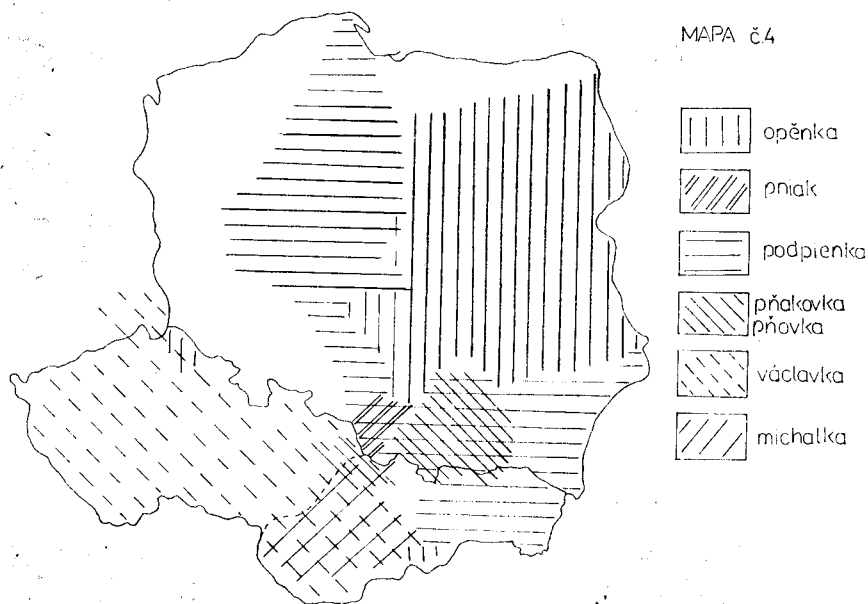 MAPA č.4
opěnka
pniak
podpienka
pňakovka
pňovka
václavka
michalka